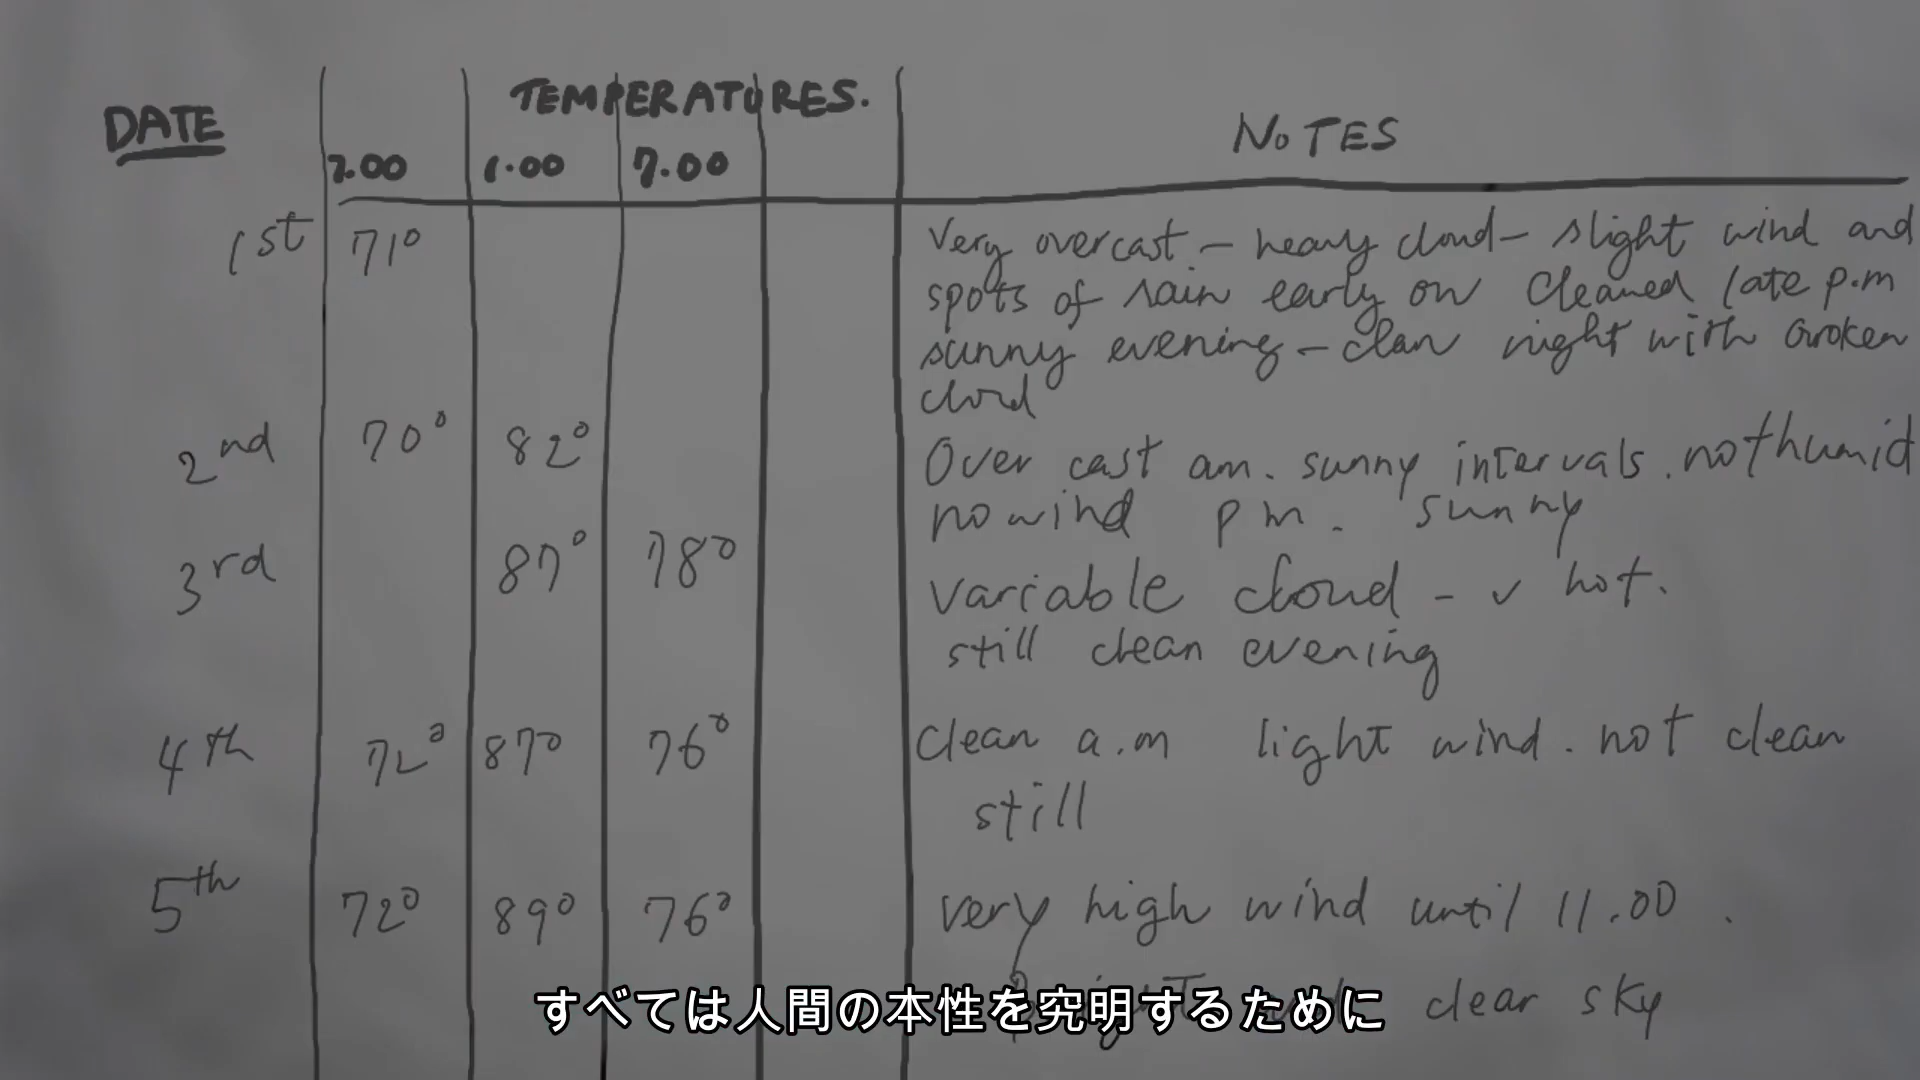 DATE TEMPERATURES. NOTES
7.00 1.00 7.00
1st 71° Very overcast - heavy cloud - slight wind and
spots of rain early on Cleared late p.m
sunny evening - clear night with broken
cloud
2nd 70° 82° Over cast am. sunny intervals. not humid
no wind pm. sunny
3rd 87° 78° variable cloud - v hot.
still clear evening
4th 72° 87° 76° clear a.m light wind. not clear
still
5th 72° 89° 76° very high wind until 11.00.
clear sky
すべては人間の本性を究明するために